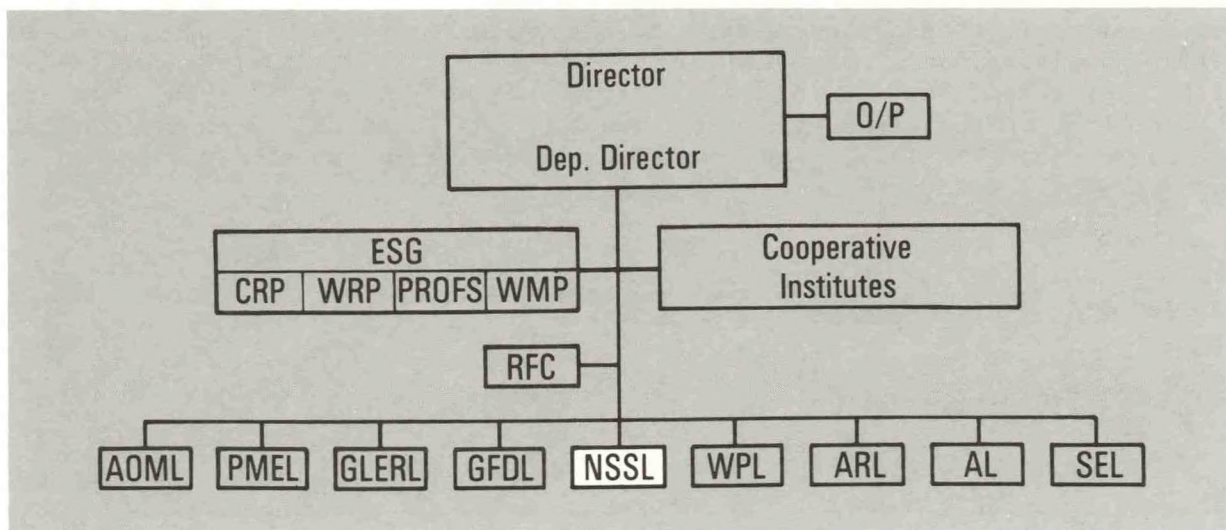 Director
O/P
Dep. Director
ESG
CRP WRP PROFS WMP
Cooperative
Institutes
RFC
AOML PMEL GLERL GFDL NSSL WPL ARL AL SEL